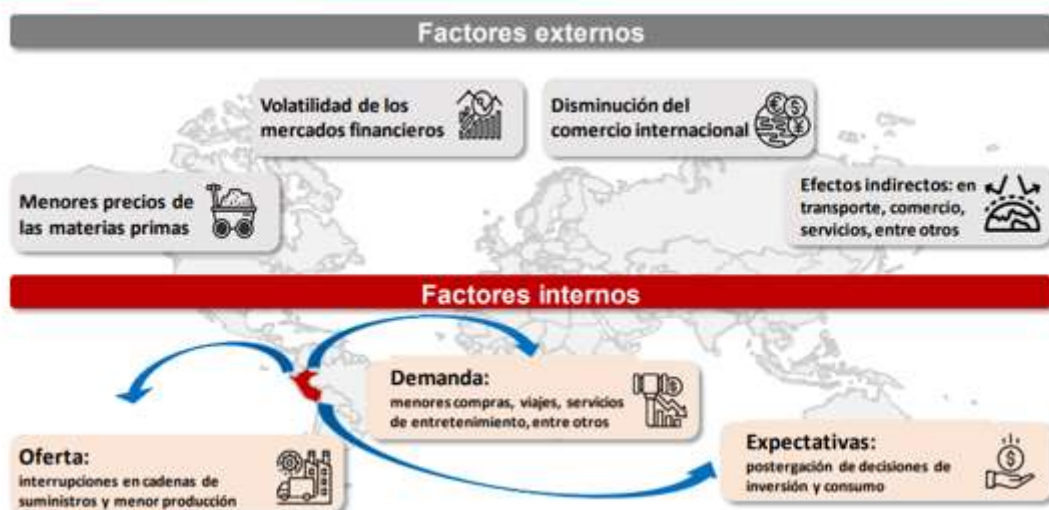 Factores externos
Volatilidad de los
mercados financieros
Disminución del
comercio internacional
Menores precios de
las materias primas
Efectos indirectos: en
transporte, comercio,
servicios, entre otros
Factores internos
Demanda:
menores compras, viajes, servicios
de entretenimiento, entre otros
Oferta:
interrupciones en cadenas de
suministros y menor producción
Expectativas:
postergación de decisiones de
inversión y consumo